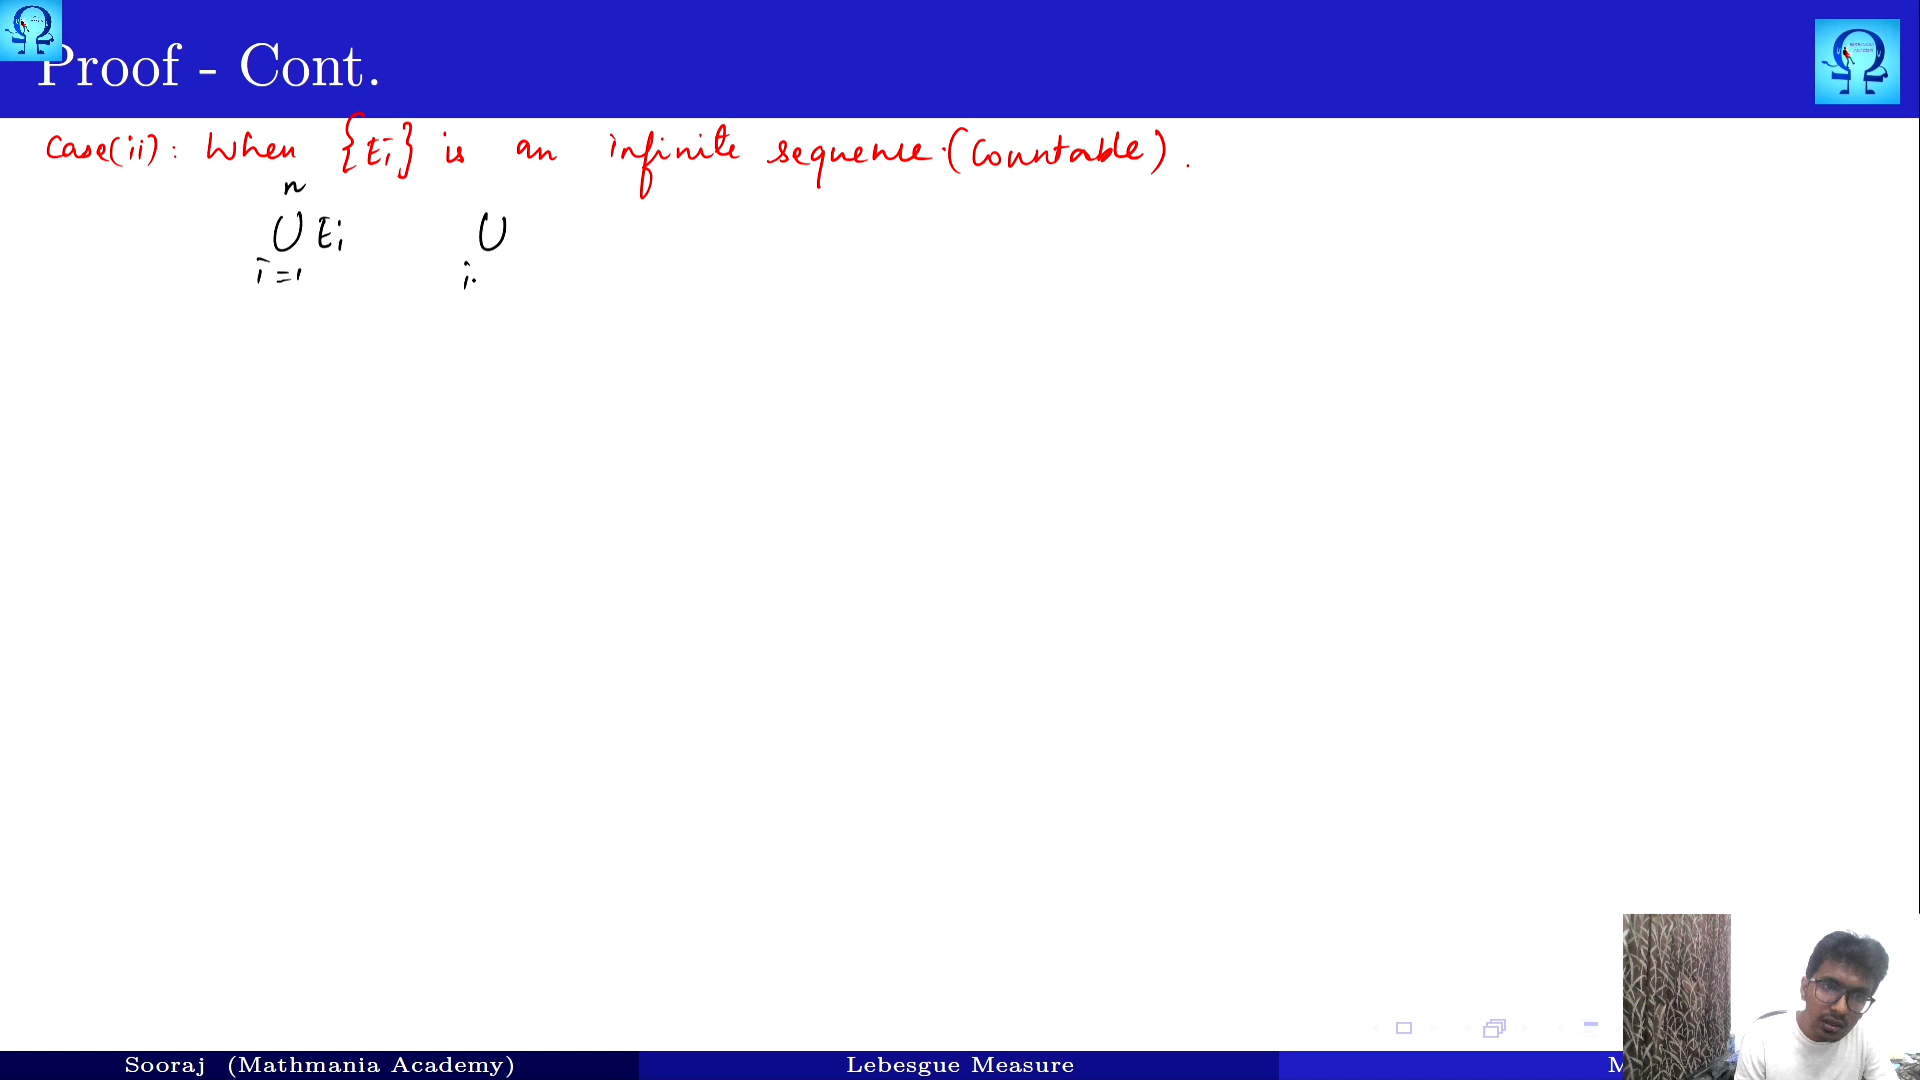 Proof - Cont.
Case(ii): When {Ei} is an infinite sequence.(Countable).
n
∪ Ei ∪
i=1 i.
Sooraj (Mathmania Academy) Lebesgue Measure M